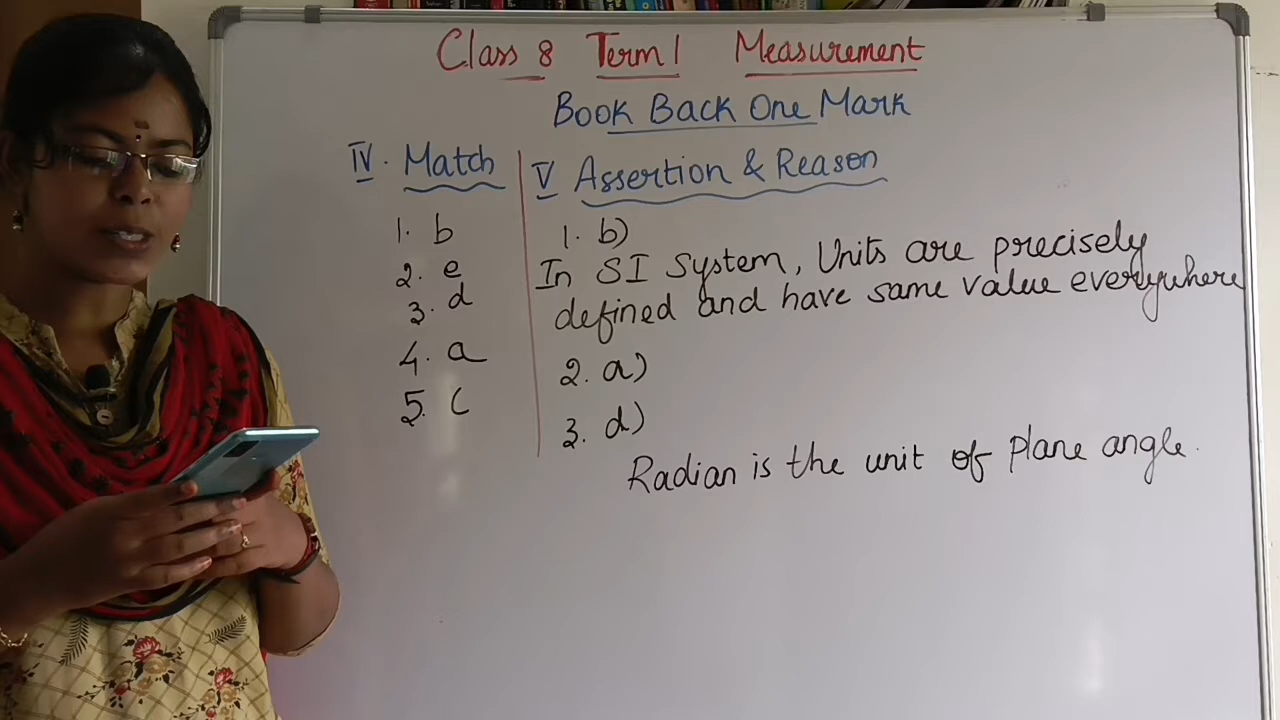 Class 8 Term 1 Measurement
Book Back One Mark
IV. Match
1. b
2. e
3. d
4. a
5. c
V Assertion & Reason
1. b)
In SI System, Units are precisely
defined and have same value everywhere
2. a)
3. d)
Radian is the unit of plane angle.